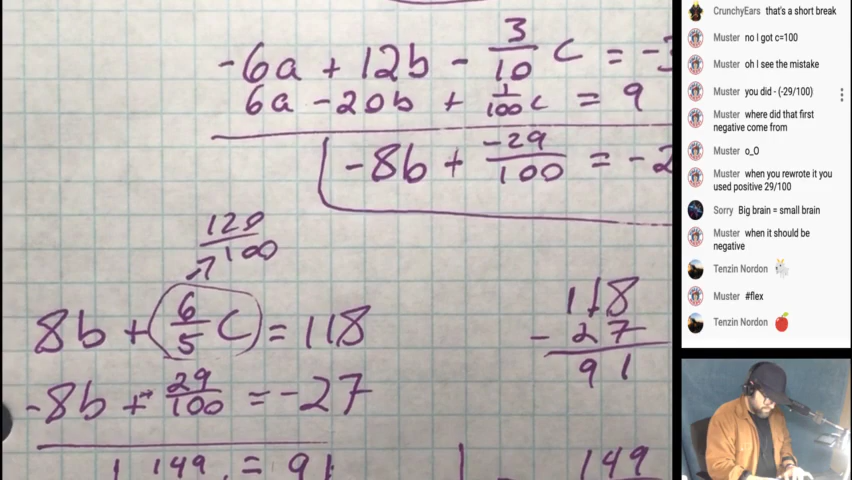 -6a + 12b - 3/10 c = -3
6a - 20b + 1/100 c = 9
-8b + -29/100 = -2
120/100
8b + 6/5 c = 118
-8b + 29/100 = -27
149 = 91
118
- 27
91
149
CrunchyEars that's a short break
Muster no I got c=100
Muster oh I see the mistake
Muster you did - (-29/100)
Muster where did that first
negative come from
Muster o_O
Muster when you rewrote it you
used positive 29/100
Sorry Big brain = small brain
Muster when it should be
negative
Tenzin Nordon
Muster #flex
Tenzin Nordon